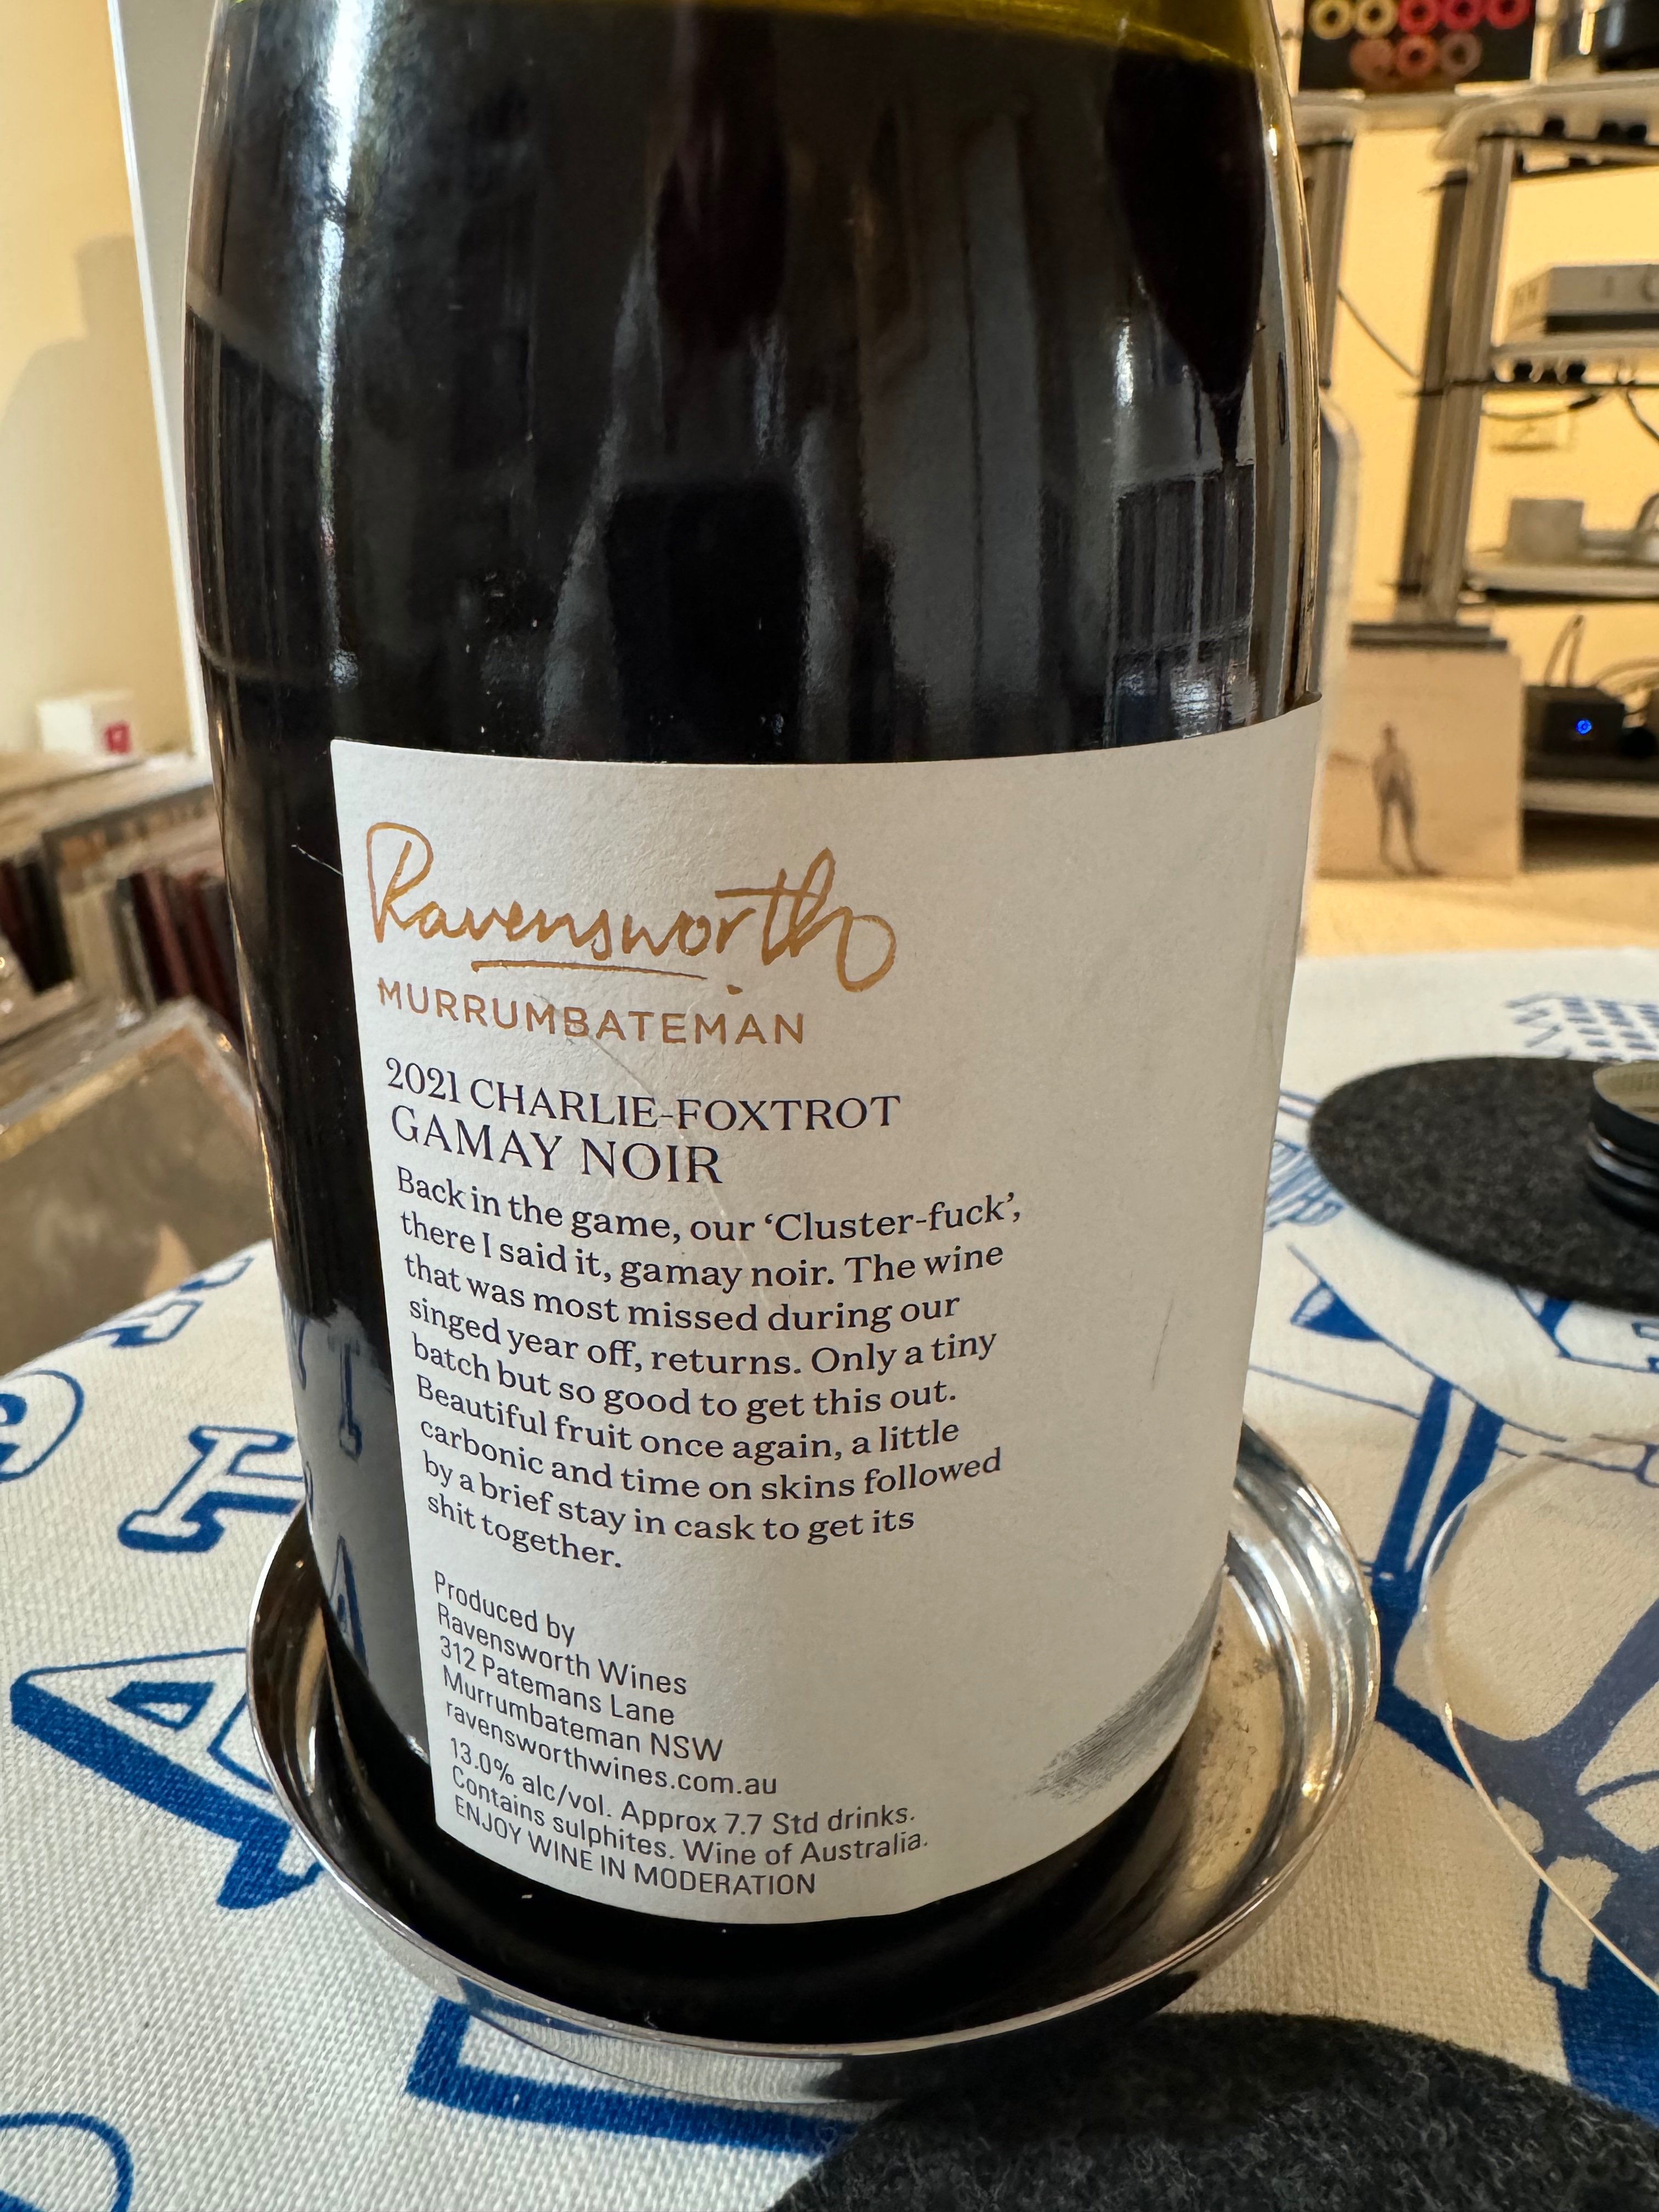 Ravensworth
MURRUMBATEMAN
2021 CHARLIE-FOXTROT
GAMAY NOIR
Back in the game, our ‘Cluster-fuck’,
there I said it, gamay noir. The wine
that was most missed during our
singed year off, returns. Only a tiny
batch but so good to get this out.
Beautiful fruit once again, a little
carbonic and time on skins followed
by a brief stay in cask to get its
shit together.
Produced by
Ravensworth Wines
312 Patemans Lane
Murrumbateman NSW
ravensworthwines.com.au
13.0% alc/vol. Approx 7.7 Std drinks.
Contains sulphites. Wine of Australia.
ENJOY WINE IN MODERATION